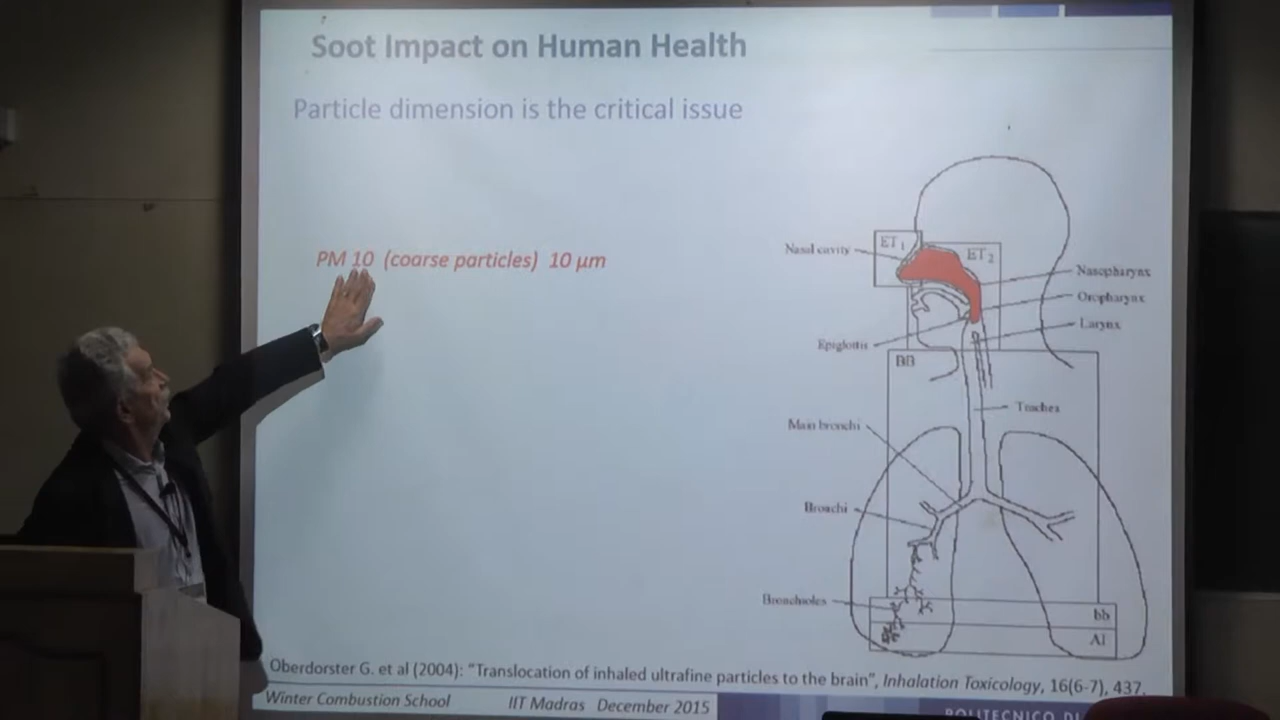 Soot Impact on Human Health
Particle dimension is the critical issue
PM 10 (coarse particles) 10 µm
Nasal cavity
ET1
ET2
Nasopharynx
Oropharynx
Larynx
Epiglottis
BB
Trachea
Main bronchi
Bronchi
Bronchioles
bb
Al
Oberdorster G. et al (2004): "Translocation of inhaled ultrafine particles to the brain", Inhalation Toxicology, 16(6-7), 437.
Winter Combustion School IIT Madras December 2015
POLITECNICO DI